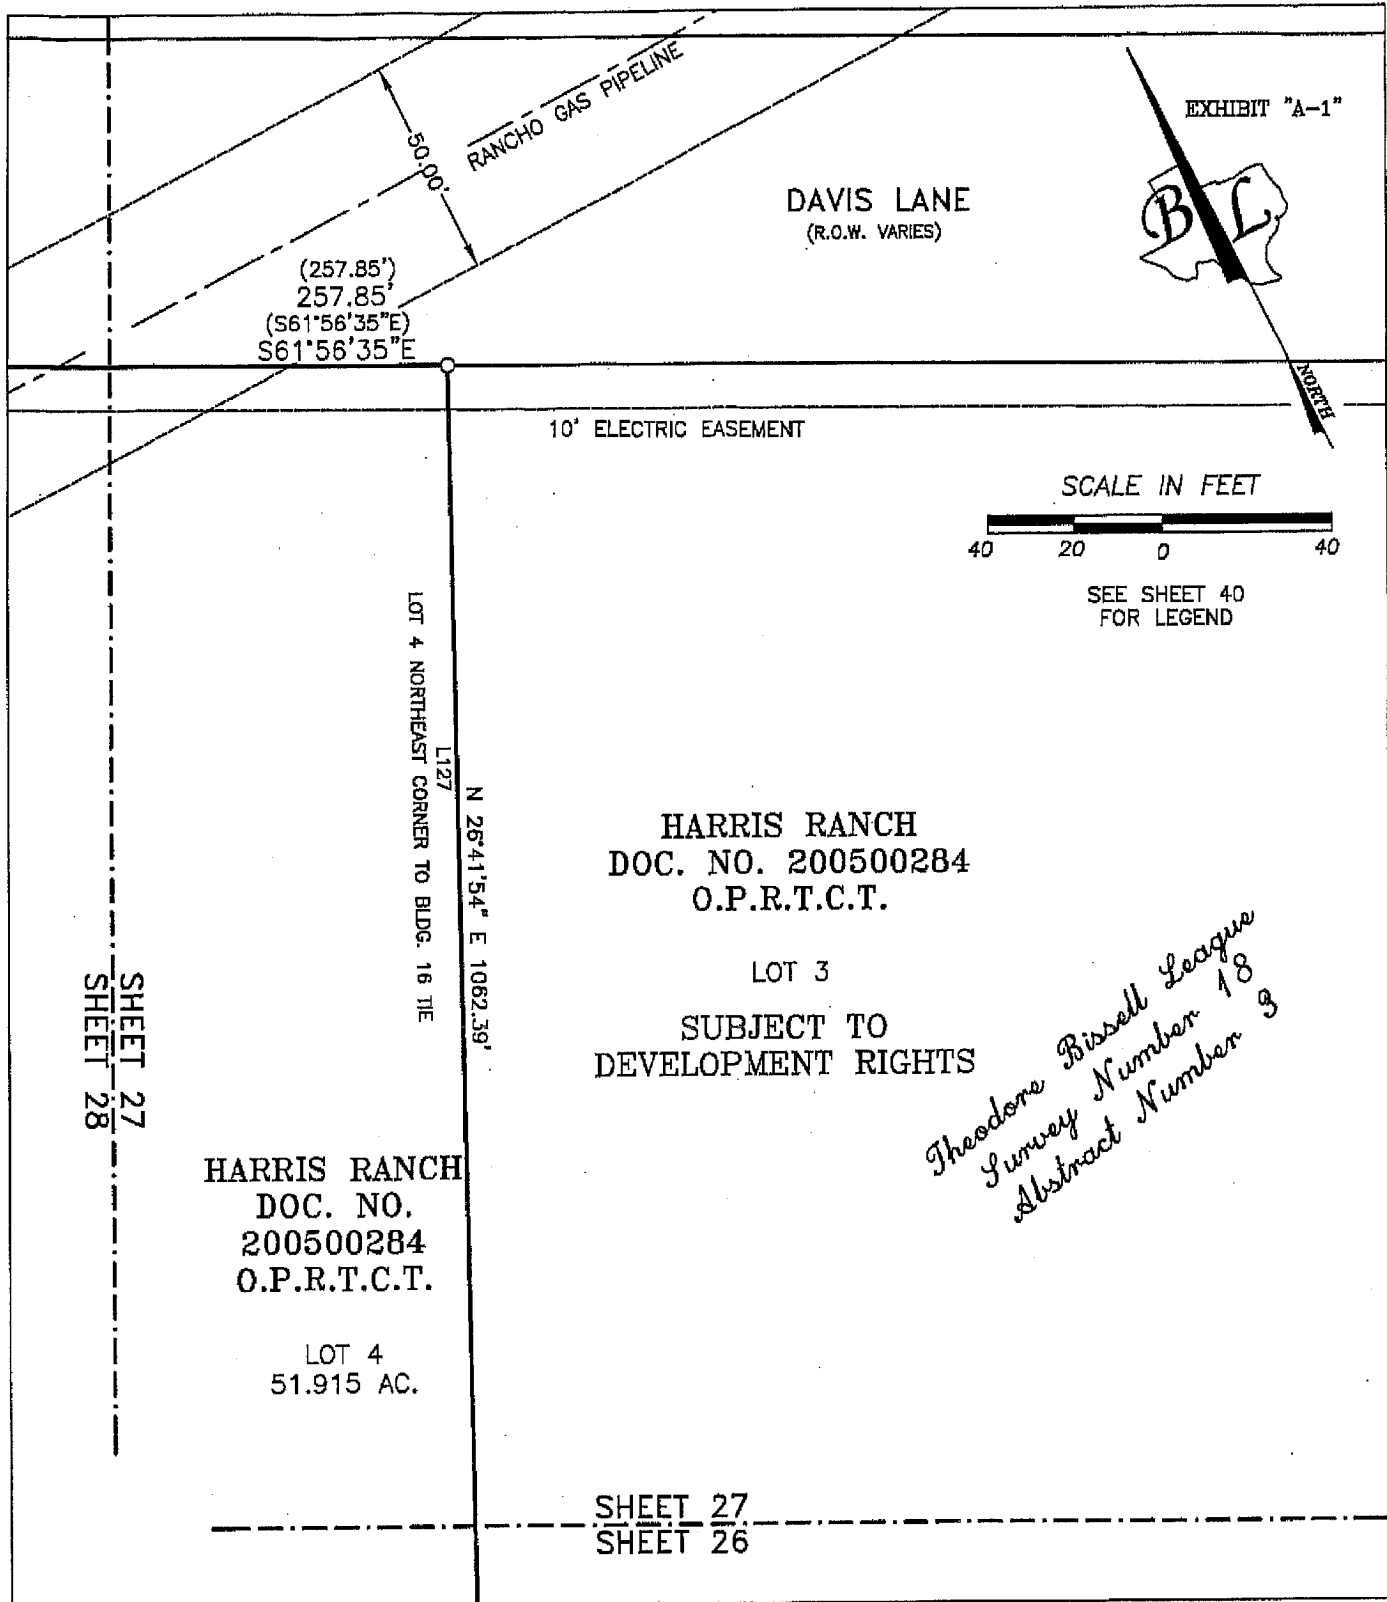 EXHIBIT "A-1"
RANCHO GAS PIPELINE
50.00'
DAVIS LANE
(R.O.W. VARIES)
B L
NORTH
(257.85')
257.85'
(S61°56'35"E)
S61°56'35"E
10' ELECTRIC EASEMENT
SCALE IN FEET
40 20 0 40
SEE SHEET 40
FOR LEGEND
LOT 4 NORTHEAST CORNER TO BLDG. 16 TIE
L127
N 26°41'54" E 1062.39'
HARRIS RANCH
DOC. NO. 200500284
O.P.R.T.C.T.
LOT 3
SUBJECT TO
DEVELOPMENT RIGHTS
Theodore Bissell League
Survey Number 18
Abstract Number 3
SHEET 27
SHEET 28
HARRIS RANCH
DOC. NO.
200500284
O.P.R.T.C.T.
LOT 4
51.915 AC.
SHEET 27
SHEET 26